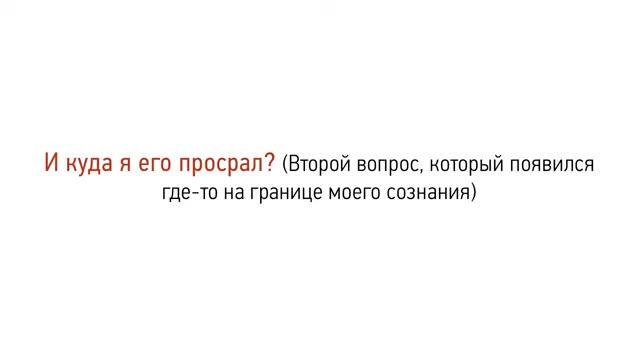 И куда я его просрал? (Второй вопрос, который появился
где-то на границе моего сознания)